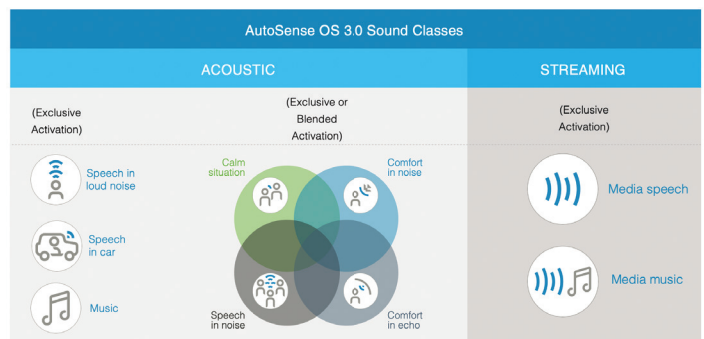 AutoSense OS 3.0 Sound Classes
ACOUSTIC
STREAMING
(Exclusive
Activation)
(Exclusive or
Blended
Activation)
(Exclusive
Activation)
Speech in
loud noise
Speech
in car
Music
Calm
situation
Comfort
in noise
Speech
in noise
Comfort
in echo
Media speech
Media music